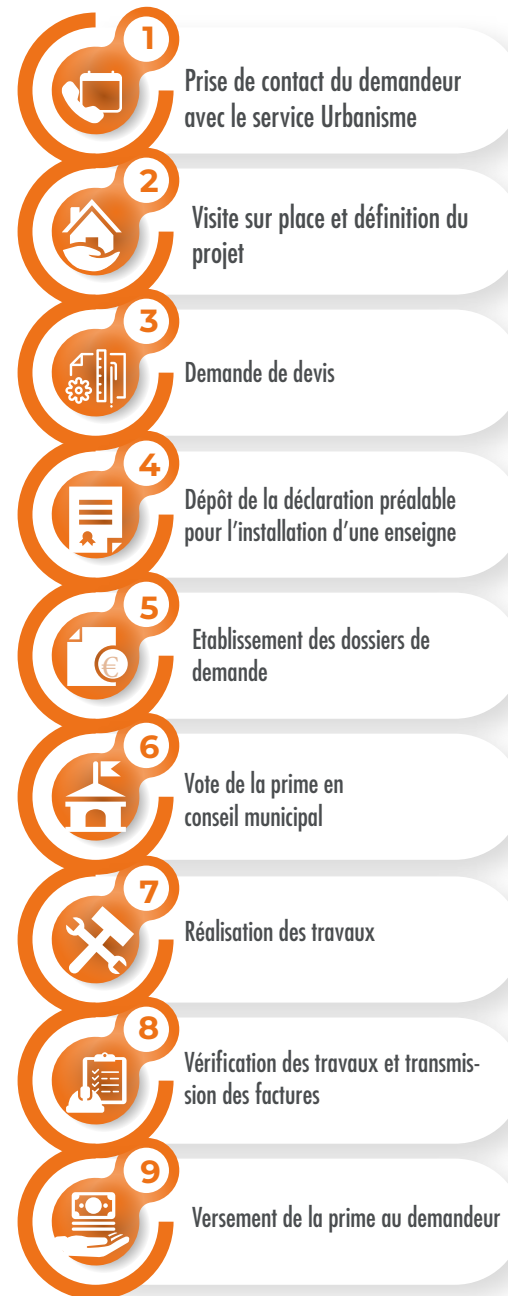 1
Prise de contact du demandeur
avec le service Urbanisme
2
Visite sur place et définition du
projet
3
Demande de devis
4
Dépôt de la déclaration préalable
pour l'installation d'une enseigne
5
Etablissement des dossiers de
demande
€
6
Vote de la prime en
conseil municipal
7
Réalisation des travaux
8
Vérification des travaux et transmis-
sion des factures
9
Versement de la prime au demandeur